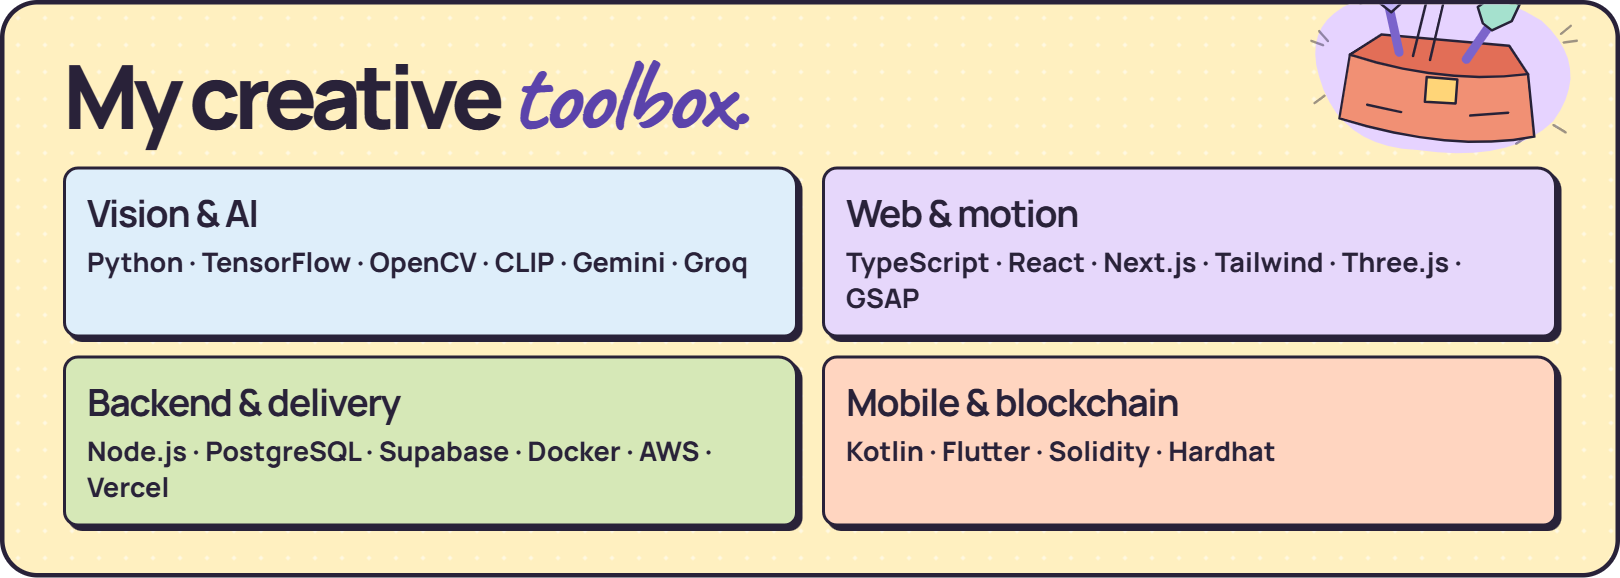 My creative toolbox.
Vision & AI
Python · TensorFlow · OpenCV · CLIP · Gemini · Groq
Web & motion
TypeScript · React · Next.js · Tailwind · Three.js ·
GSAP
Backend & delivery
Node.js · PostgreSQL · Supabase · Docker · AWS ·
Vercel
Mobile & blockchain
Kotlin · Flutter · Solidity · Hardhat